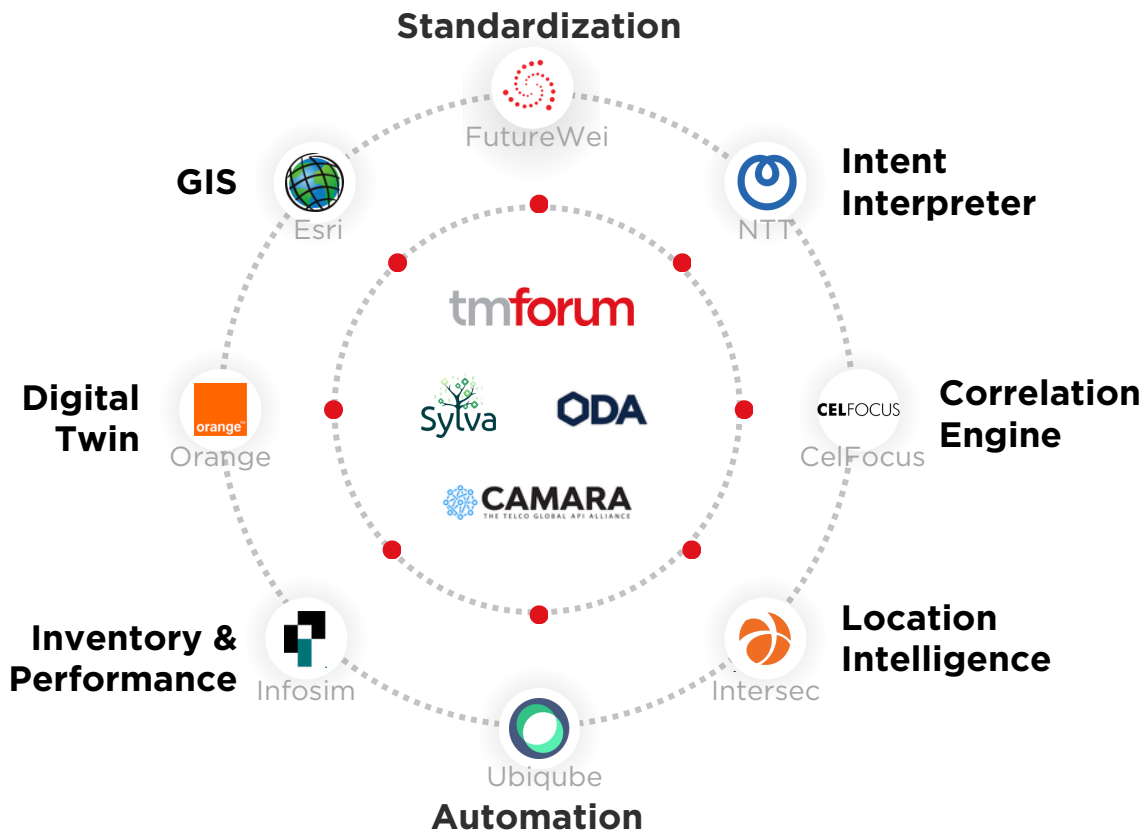 Standardization
FutureWei
GIS
Esri
Intent
Interpreter
NTT
tmforum
Digital
Twin
orange™
Orange
Sylva
ODA
CELFOCUS
CelFocus
Correlation
Engine
CAMARA
THE TELCO GLOBAL API ALLIANCE
Inventory &
Performance
Infosim
Location
Intelligence
Intersec
Ubiqube
Automation